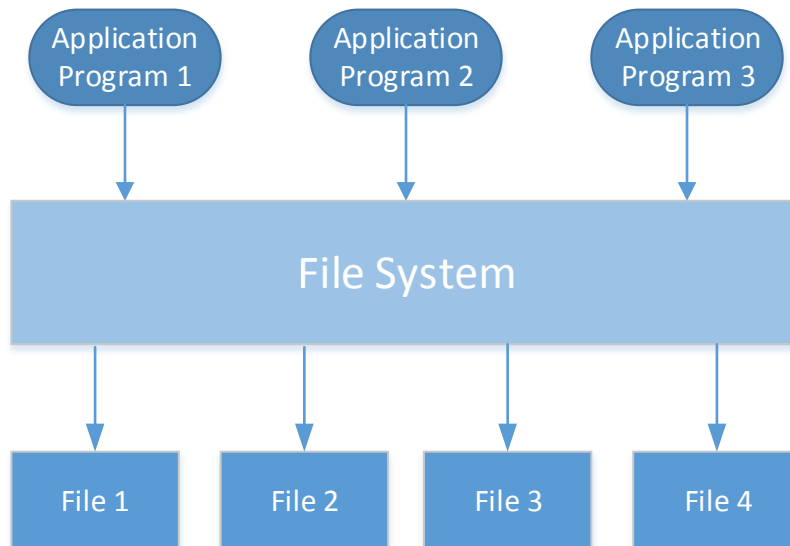 Application
Program 1
Application
Program 2
Application
Program 3
File System
File 1
File 2
File 3
File 4